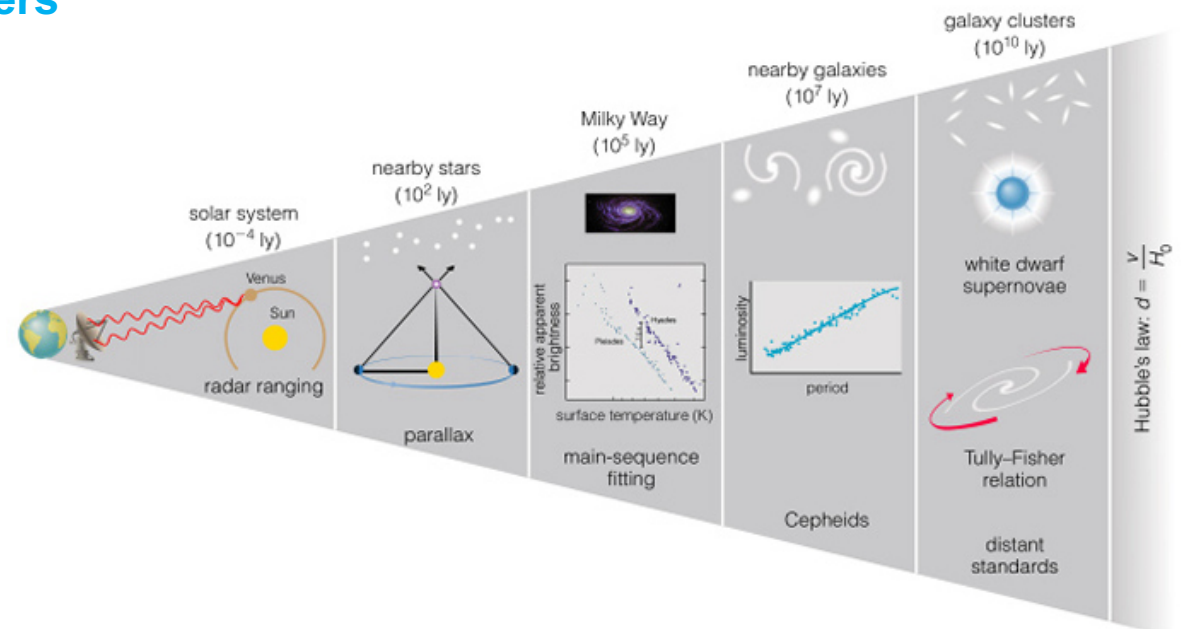 ers
solar system
(10⁻⁴ ly)
Venus
Sun
radar ranging
nearby stars
(10² ly)
parallax
Milky Way
(10⁵ ly)
relative apparent
brightness
Hyades
Pleiades
surface temperature (K)
main-sequence
fitting
nearby galaxies
(10⁷ ly)
luminosity
period
Cepheids
galaxy clusters
(10¹⁰ ly)
white dwarf
supernovae
Tully–Fisher
relation
distant
standards
Hubble's law: d = v/H₀